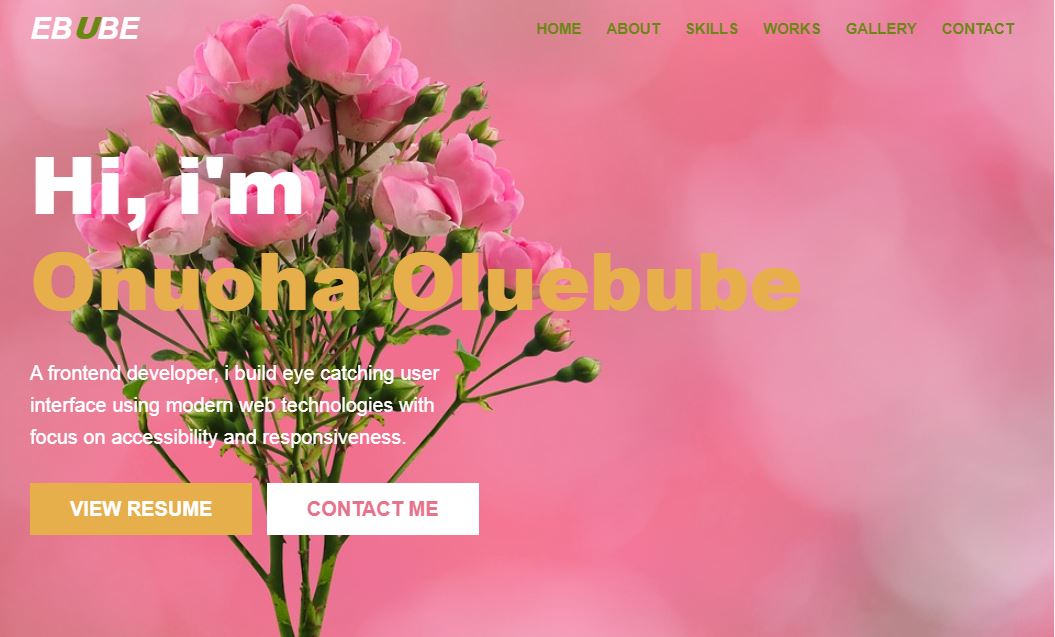 EBUBE
HOME ABOUT SKILLS WORKS GALLERY CONTACT
Hi, i'm
Onuoha Oluebube
A frontend developer, i build eye catching user
interface using modern web technologies with
focus on accessibility and responsiveness.
VIEW RESUME CONTACT ME